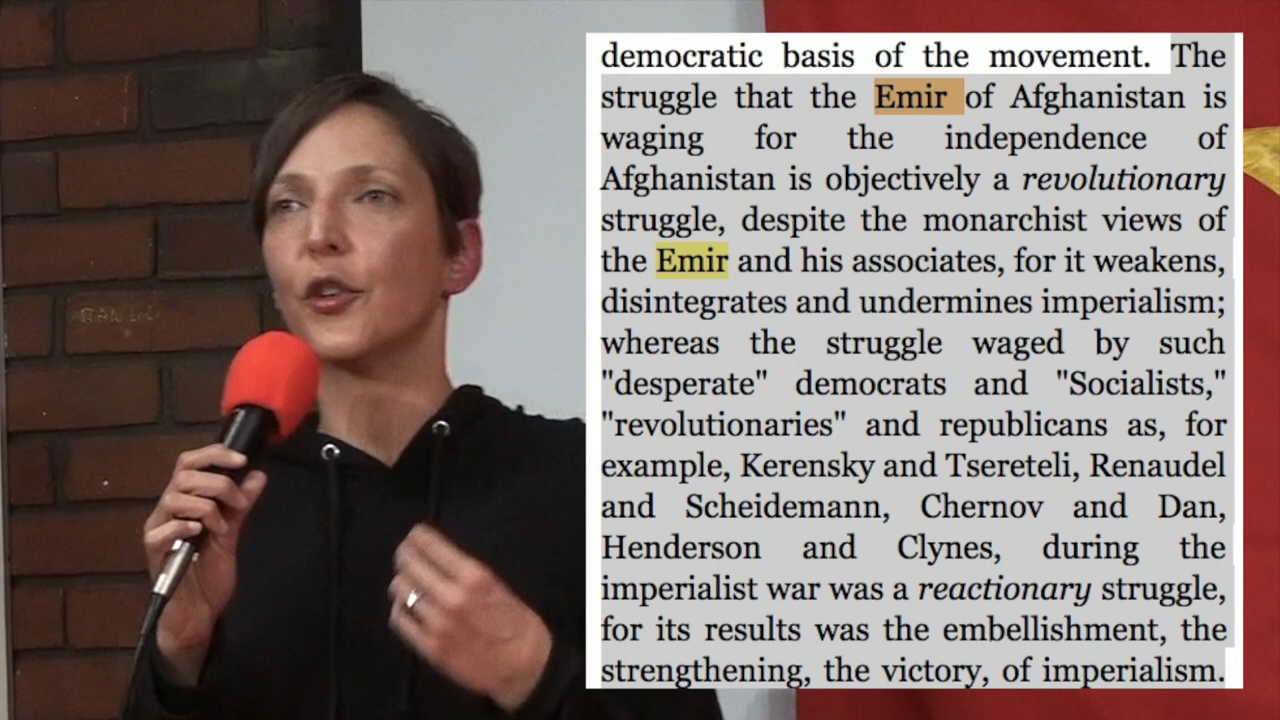 democratic basis of the movement. The
struggle that the Emir of Afghanistan is
waging for the independence of
Afghanistan is objectively a revolutionary
struggle, despite the monarchist views of
the Emir and his associates, for it weakens,
disintegrates and undermines imperialism;
whereas the struggle waged by such
"desperate" democrats and "Socialists,"
"revolutionaries" and republicans as, for
example, Kerensky and Tsereteli, Renaudel
and Scheidemann, Chernov and Dan,
Henderson and Clynes, during the
imperialist war was a reactionary struggle,
for its results was the embellishment, the
strengthening, the victory, of imperialism.